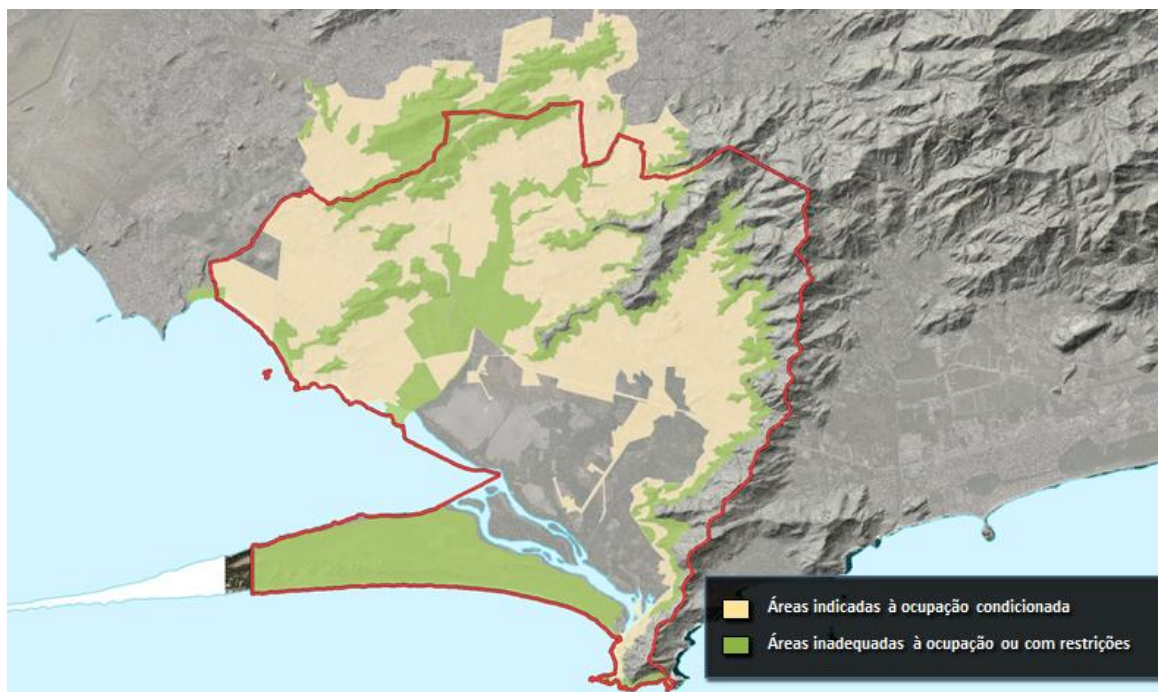 Áreas indicadas à ocupação condicionada
Áreas inadequadas à ocupação ou com restrições